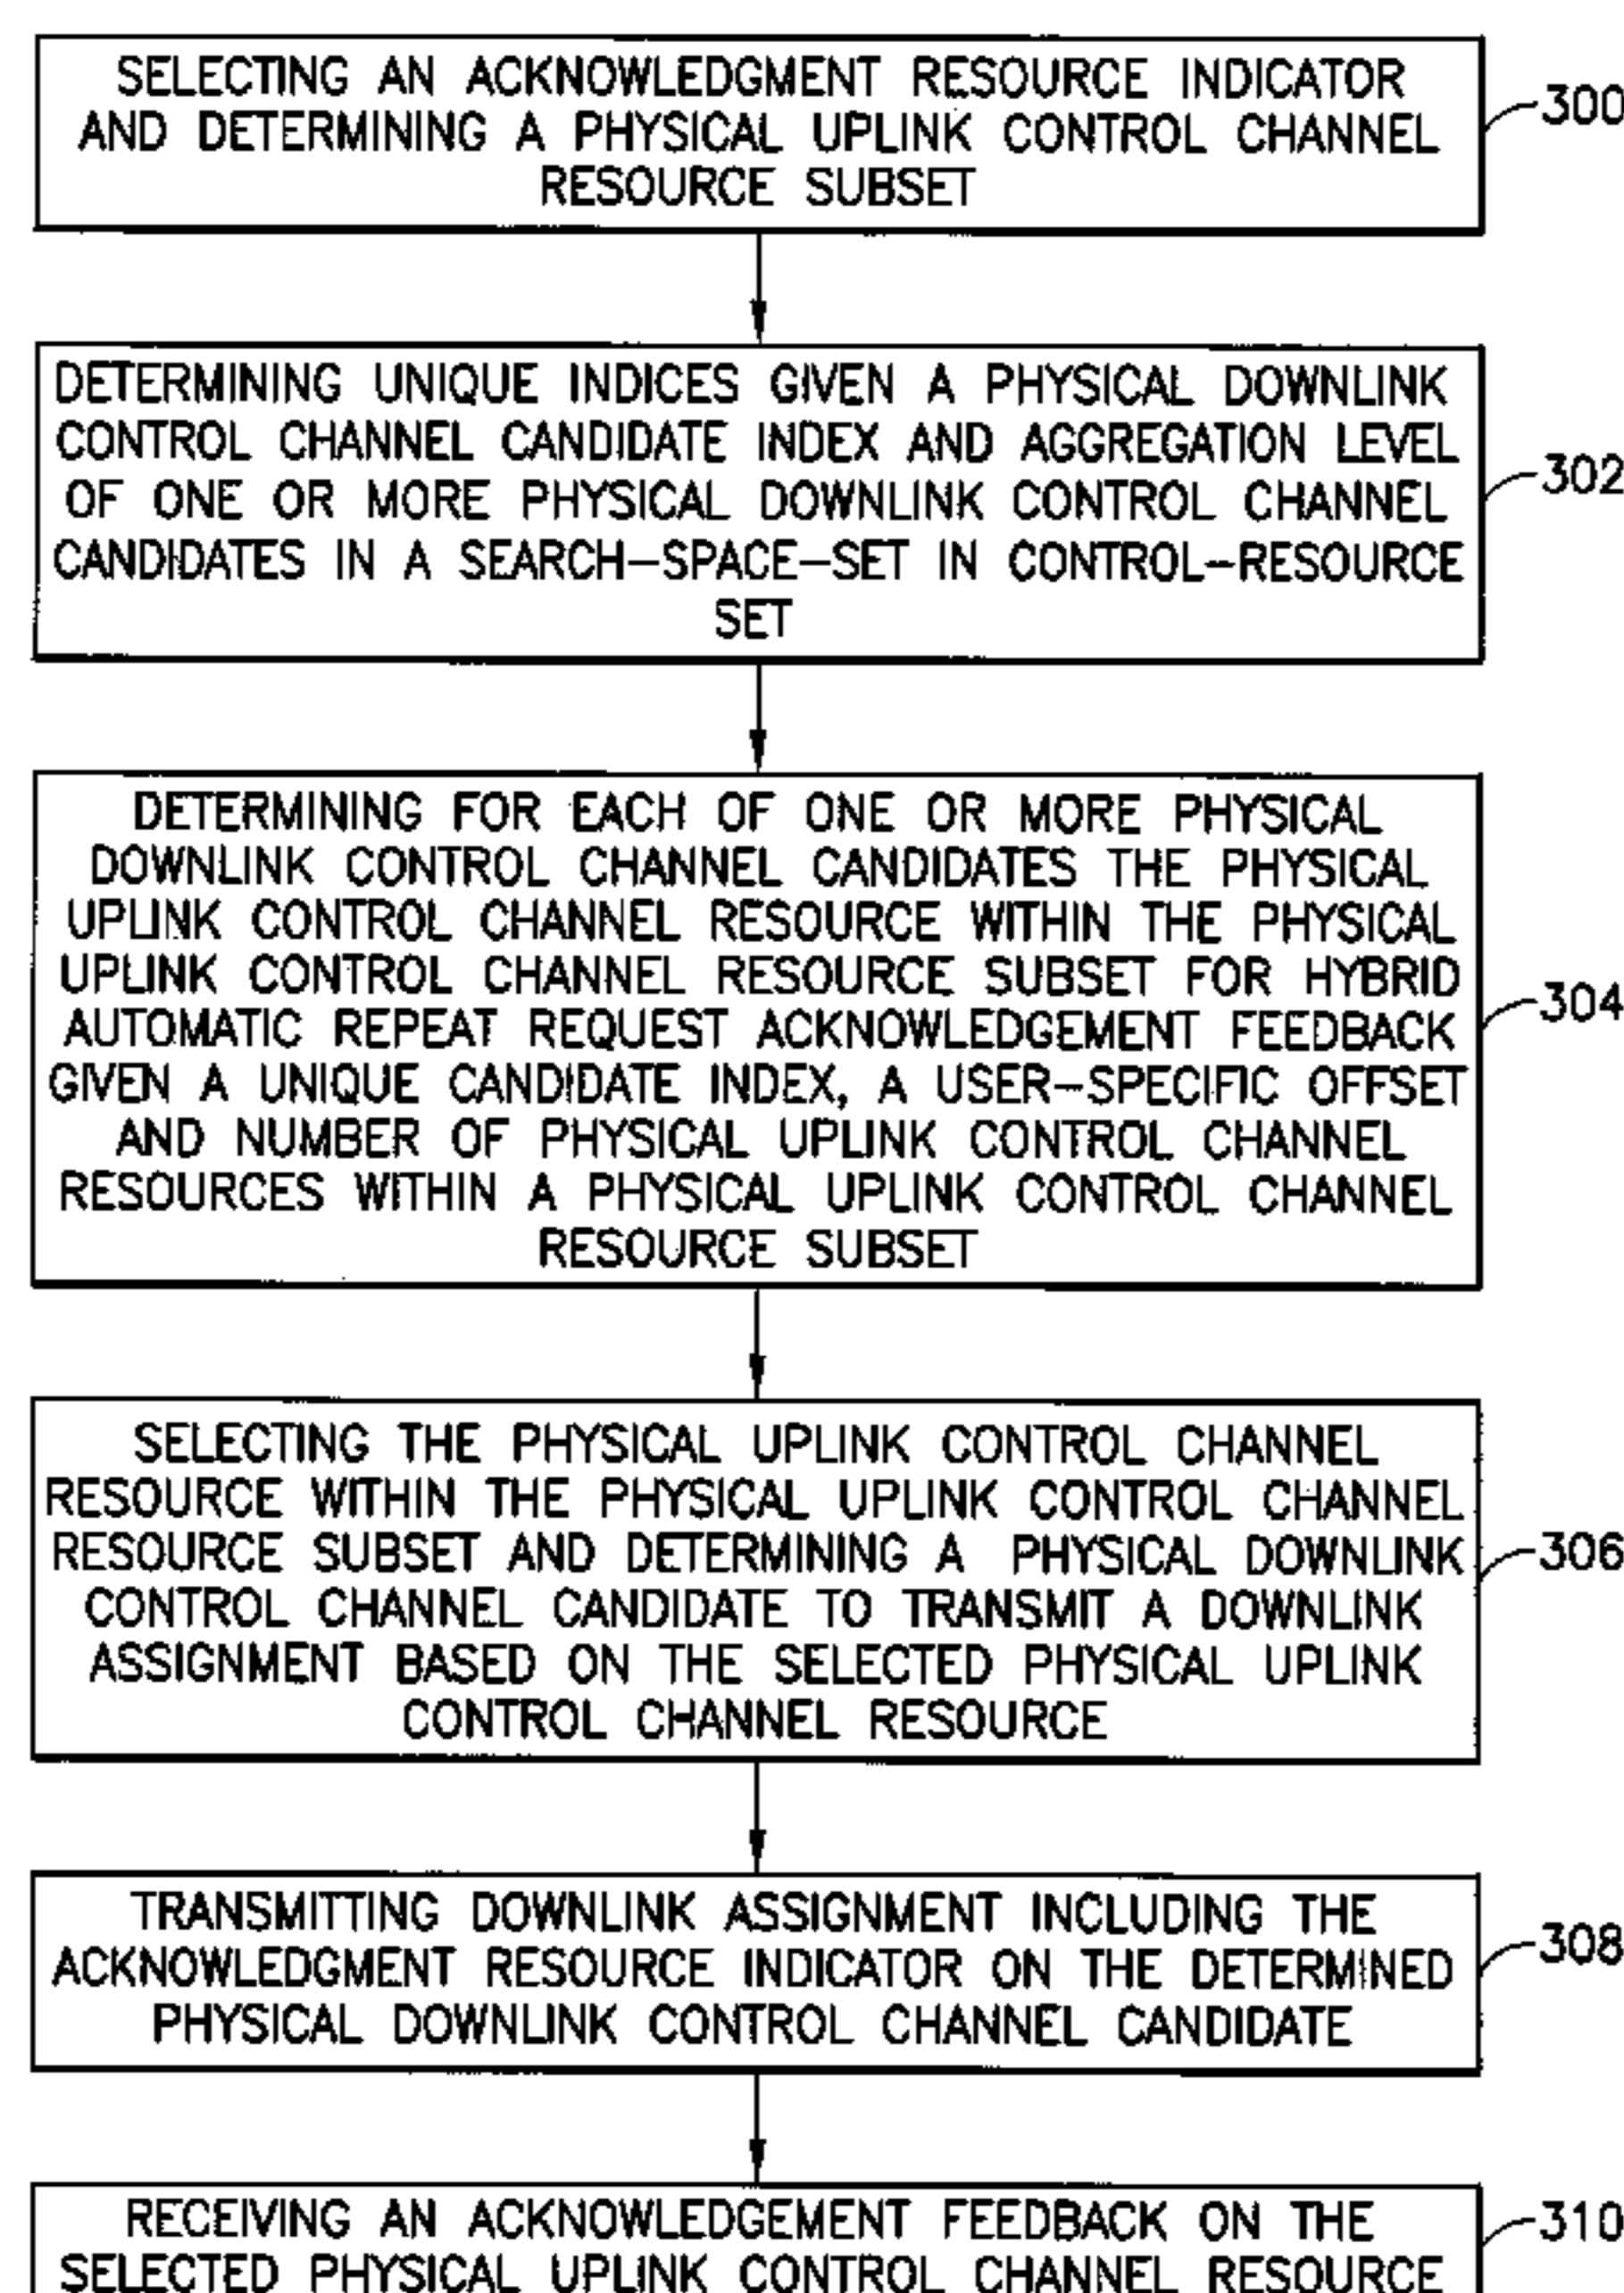 SELECTING AN ACKNOWLEDGMENT RESOURCE INDICATOR
AND DETERMINING A PHYSICAL UPLINK CONTROL CHANNEL
RESOURCE SUBSET
300
DETERMINING UNIQUE INDICES GIVEN A PHYSICAL DOWNLINK
CONTROL CHANNEL CANDIDATE INDEX AND AGGREGATION LEVEL
OF ONE OR MORE PHYSICAL DOWNLINK CONTROL CHANNEL
CANDIDATES IN A SEARCH-SPACE-SET IN CONTROL-RESOURCE
SET
302
DETERMINING FOR EACH OF ONE OR MORE PHYSICAL
DOWNLINK CONTROL CHANNEL CANDIDATES THE PHYSICAL
UPLINK CONTROL CHANNEL RESOURCE WITHIN THE PHYSICAL
UPLINK CONTROL CHANNEL RESOURCE SUBSET FOR HYBRID
AUTOMATIC REPEAT REQUEST ACKNOWLEDGEMENT FEEDBACK
GIVEN A UNIQUE CANDIDATE INDEX, A USER-SPECIFIC OFFSET
AND NUMBER OF PHYSICAL UPLINK CONTROL CHANNEL
RESOURCES WITHIN A PHYSICAL UPLINK CONTROL CHANNEL
RESOURCE SUBSET
304
SELECTING THE PHYSICAL UPLINK CONTROL CHANNEL
RESOURCE WITHIN THE PHYSICAL UPLINK CONTROL CHANNEL
RESOURCE SUBSET AND DETERMINING A PHYSICAL DOWNLINK
CONTROL CHANNEL CANDIDATE TO TRANSMIT A DOWNLINK
ASSIGNMENT BASED ON THE SELECTED PHYSICAL UPLINK
CONTROL CHANNEL RESOURCE
306
TRANSMITTING DOWNLINK ASSIGNMENT INCLUDING THE
ACKNOWLEDGMENT RESOURCE INDICATOR ON THE DETERMINED
PHYSICAL DOWNLINK CONTROL CHANNEL CANDIDATE
308
RECEIVING AN ACKNOWLEDGEMENT FEEDBACK ON THE
SELECTED PHYSICAL UPLINK CONTROL CHANNEL RESOURCE
310